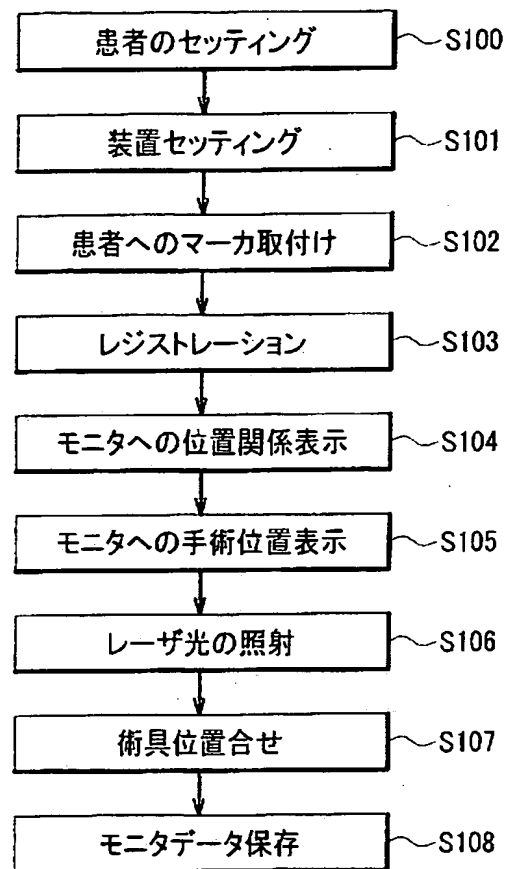 患者のセッティング S100
装置セッティング S101
患者へのマーカ取付け S102
レジストレーション S103
モニタへの位置関係表示 S104
モニタへの手術位置表示 S105
レーザ光の照射 S106
術具位置合せ S107
モニタデータ保存 S108